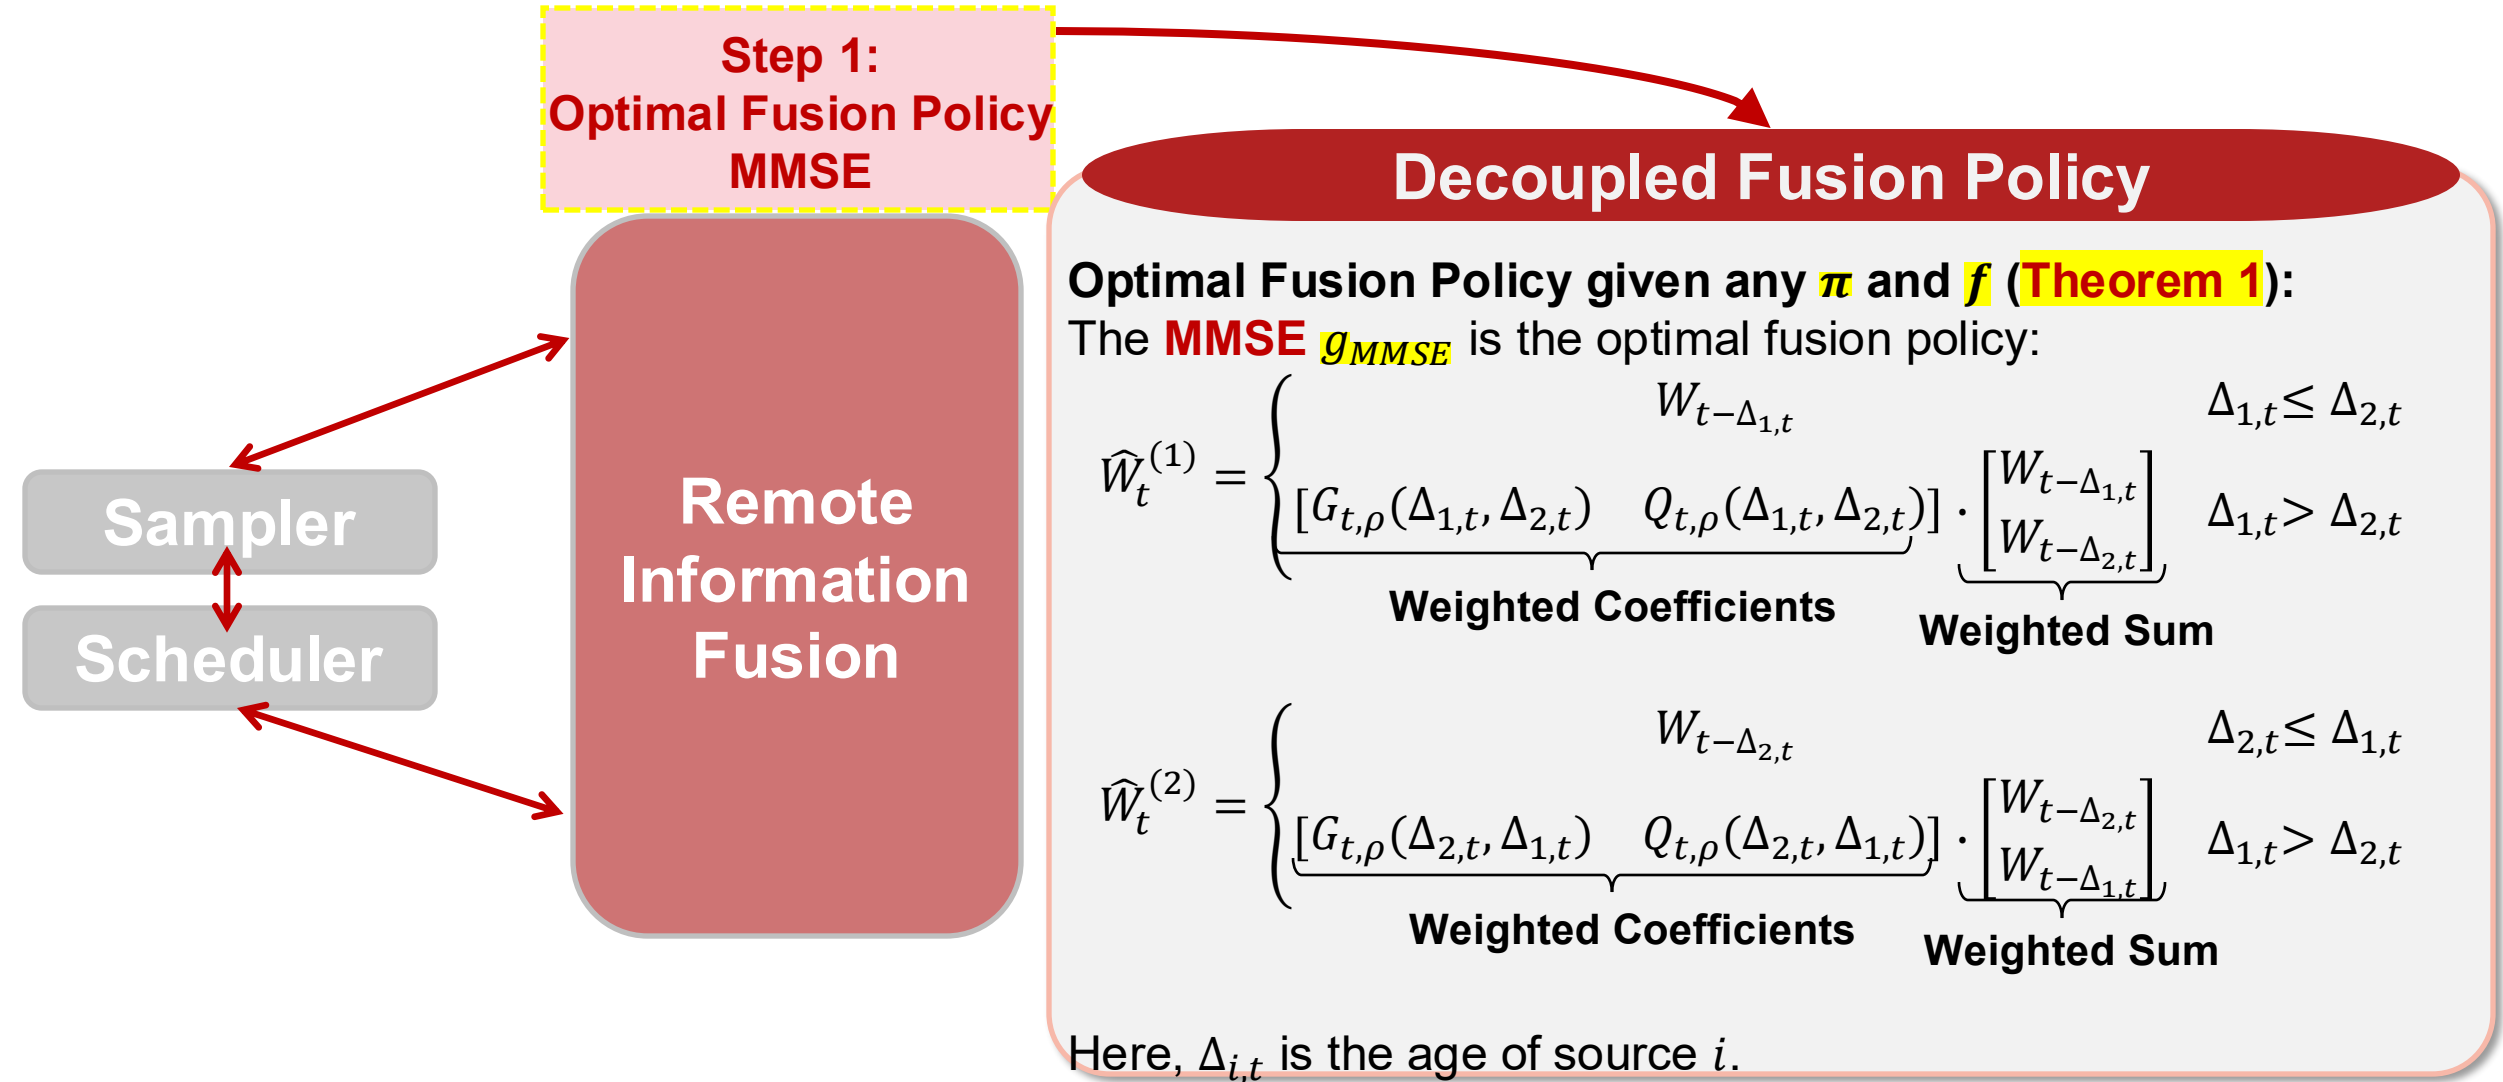 Step 1:
Optimal Fusion Policy
MMSE
Decoupled Fusion Policy
Sampler
Scheduler
Remote
Information
Fusion
Optimal Fusion Policy given any π and f (Theorem 1):
The MMSE g_{MMSE} is the optimal fusion policy:
Ŵ_t^{(1)} = { W_{t−Δ_{1,t}} Δ_{1,t} ≤ Δ_{2,t}
[G_{t,ρ}(Δ_{1,t}, Δ_{2,t}) Q_{t,ρ}(Δ_{1,t}, Δ_{2,t})] · [W_{t−Δ_{1,t}} W_{t−Δ_{2,t}}] Δ_{1,t} > Δ_{2,t}
Weighted Coefficients
Weighted Sum
Ŵ_t^{(2)} = { W_{t−Δ_{2,t}} Δ_{2,t} ≤ Δ_{1,t}
[G_{t,ρ}(Δ_{2,t}, Δ_{1,t}) Q_{t,ρ}(Δ_{2,t}, Δ_{1,t})] · [W_{t−Δ_{2,t}} W_{t−Δ_{1,t}}] Δ_{1,t} > Δ_{2,t}
Weighted Coefficients
Weighted Sum
Here, Δ_{i,t} is the age of source i.